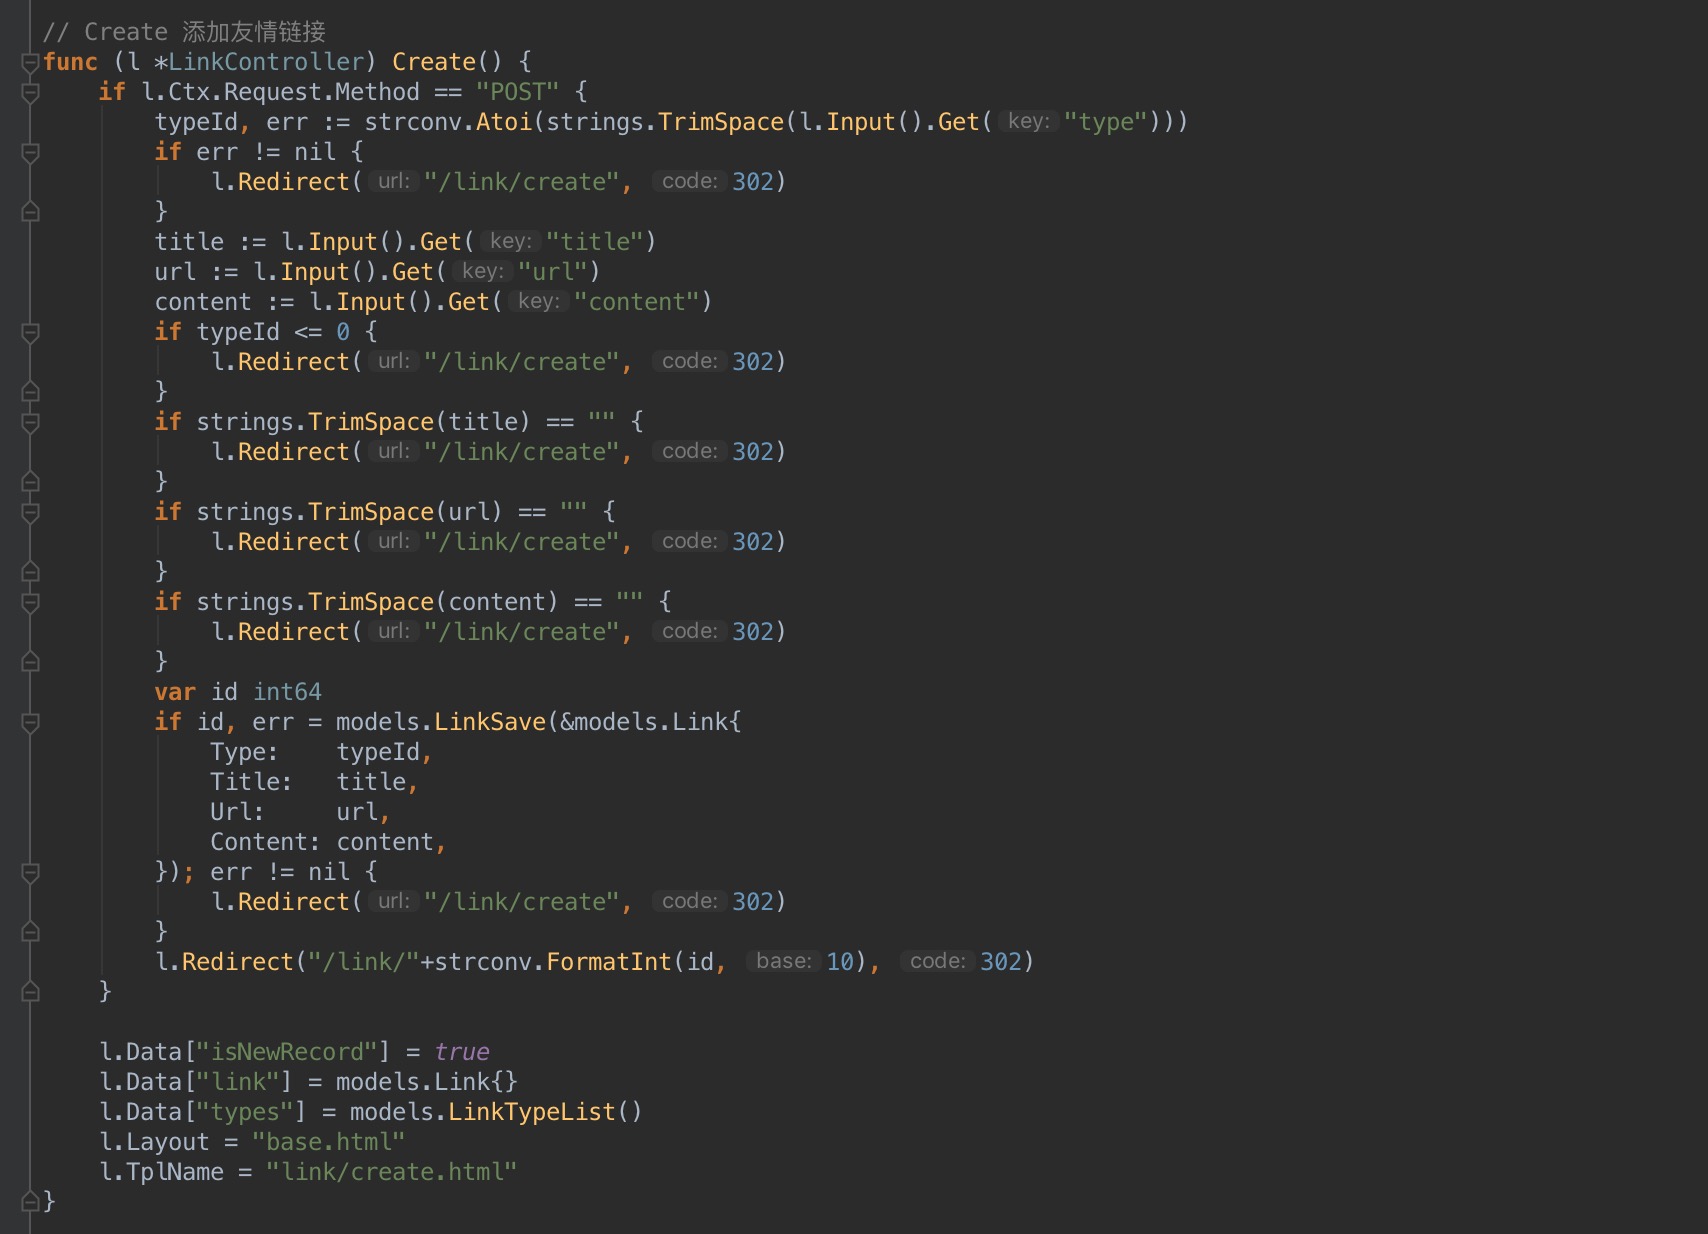 // Create 添加友情链接
func (l *LinkController) Create() {
    if l.Ctx.Request.Method == "POST" {
        typeId, err := strconv.Atoi(strings.TrimSpace(l.Input().Get( key: "type")))
        if err != nil {
            l.Redirect( url: "/link/create", code: 302)
        }
        title := l.Input().Get( key: "title")
        url := l.Input().Get( key: "url")
        content := l.Input().Get( key: "content")
        if typeId <= 0 {
            l.Redirect( url: "/link/create", code: 302)
        }
        if strings.TrimSpace(title) == "" {
            l.Redirect( url: "/link/create", code: 302)
        }
        if strings.TrimSpace(url) == "" {
            l.Redirect( url: "/link/create", code: 302)
        }
        if strings.TrimSpace(content) == "" {
            l.Redirect( url: "/link/create", code: 302)
        }
        var id int64
        if id, err = models.LinkSave(&models.Link{
            Type:    typeId,
            Title:   title,
            Url:     url,
            Content: content,
        }); err != nil {
            l.Redirect( url: "/link/create", code: 302)
        }
        l.Redirect("/link/"+strconv.FormatInt(id, base: 10), code: 302)
    }

    l.Data["isNewRecord"] = true
    l.Data["link"] = models.Link{}
    l.Data["types"] = models.LinkTypeList()
    l.Layout = "base.html"
    l.TplName = "link/create.html"
}